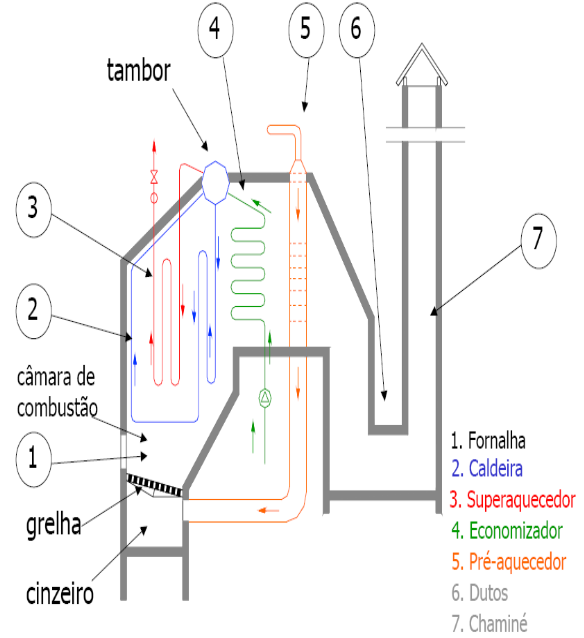 4
5
6
tambor
3
7
2
câmara de
combustão
1
grelha
cinzeiro
1. Fornalha
2. Caldeira
3. Superaquecedor
4. Economizador
5. Pré-aquecedor
6. Dutos
7. Chaminé